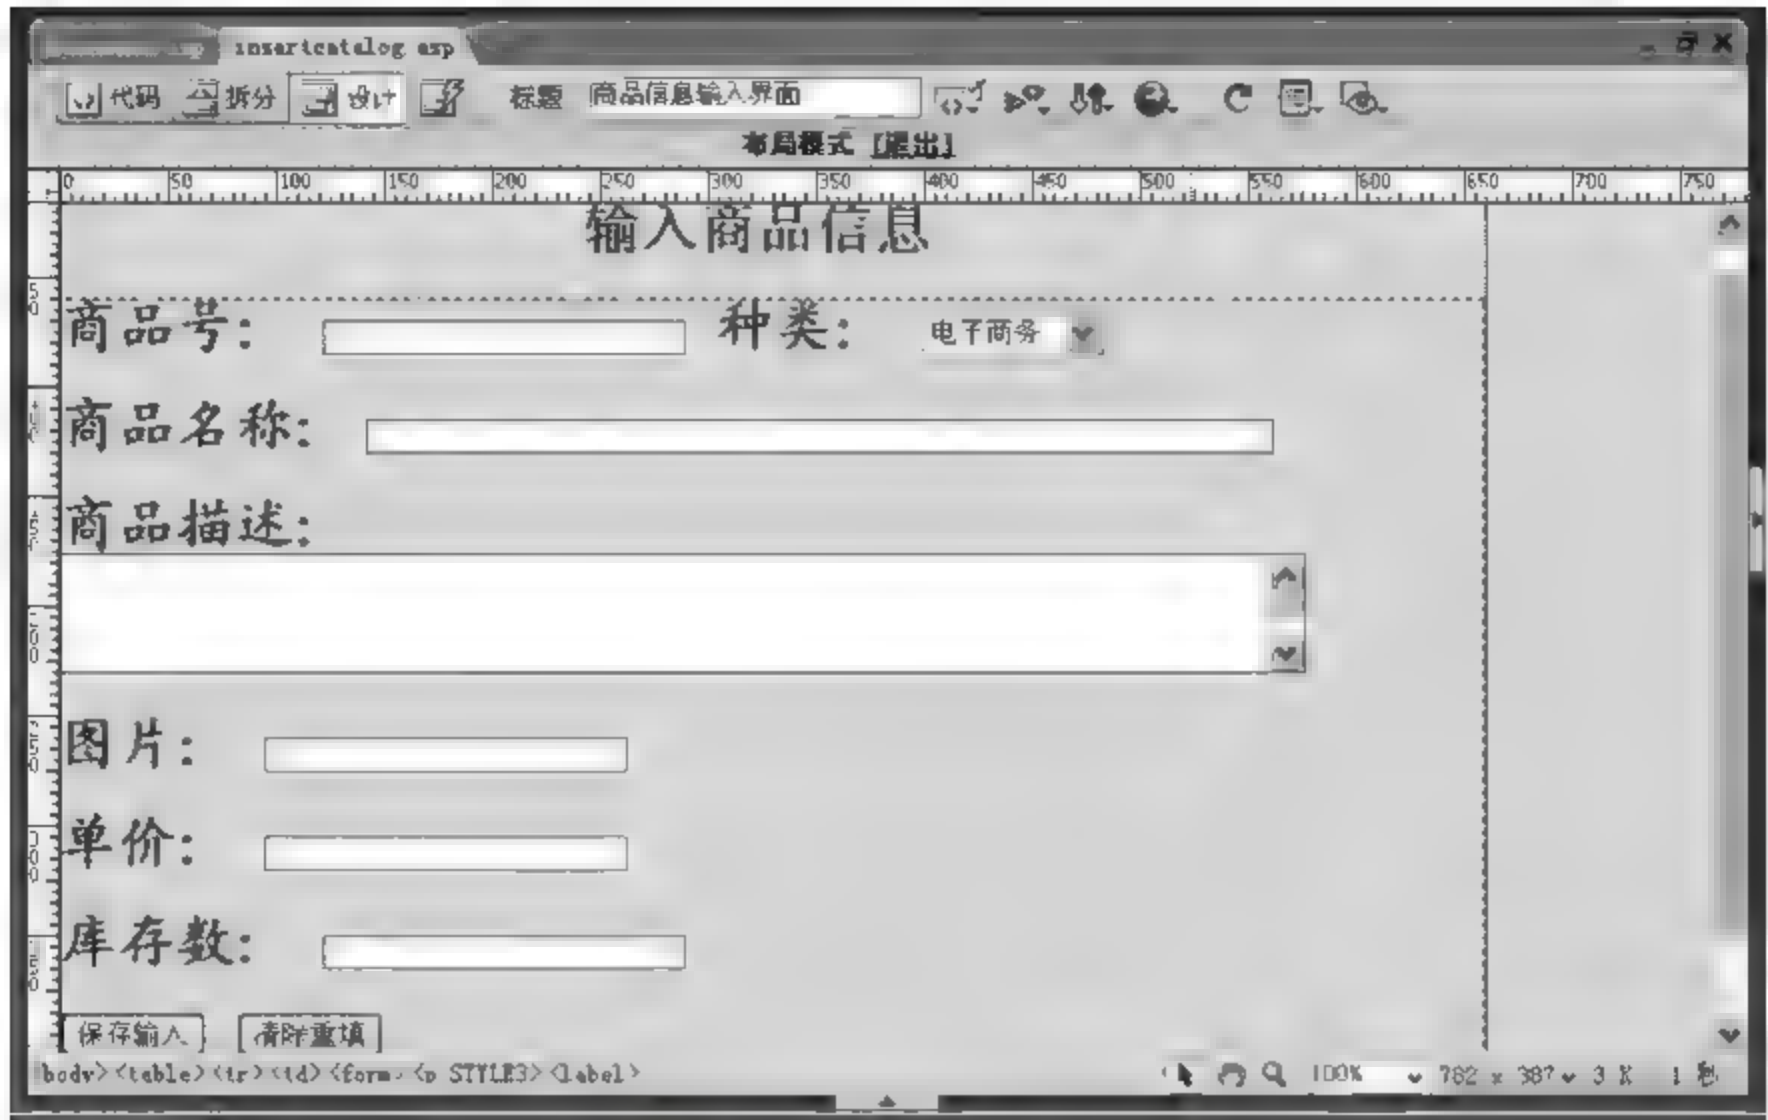 insertcatalog.asp
代码 拆分 设计 标题 商品信息输入界面
布局模式 [退出]
0 50 100 150 200 250 300 350 400 450 500 550 600 650 700 750
输入商品信息
商品号: 种类: 电子商务
商品名称:
商品描述:
图片:
单价:
库存数:
保存输入 清除重填
body> <table> <tr> <td> <form> <p STYLE3> <label> 100% 782 x 387 3 K 1 秒